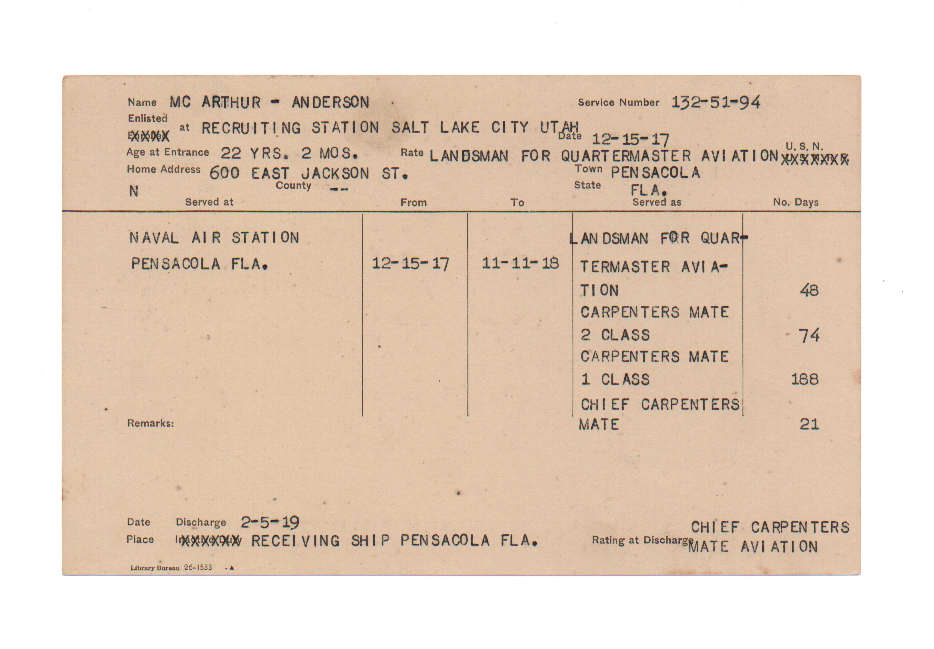 Name MC ARTHUR - ANDERSON Service Number 132-51-94
Enlisted
at RECRUITING STATION SALT LAKE CITY UTAH Date 12-15-17
Age at Entrance 22 YRS. 2 MOS. Rate LANDSMAN FOR QUARTERMASTER AVIATION U.S.N.
Home Address 600 EAST JACKSON ST. Town PENSACOLA
N County -- State FLA.
Served at From To Served as No. Days
NAVAL AIR STATION LANDSMAN FOR QUAR-
PENSACOLA FLA. 12-15-17 11-11-18 TERMASTER AVIA-
TION 48
CARPENTERS MATE
2 CLASS 74
CARPENTERS MATE
1 CLASS 188
CHIEF CARPENTERS
Remarks: MATE 21
Date Discharge 2-5-19 CHIEF CARPENTERS
Place RECEIVING SHIP PENSACOLA FLA. Rating at Discharge MATE AVIATION
Library Bureau 26-1533 - A